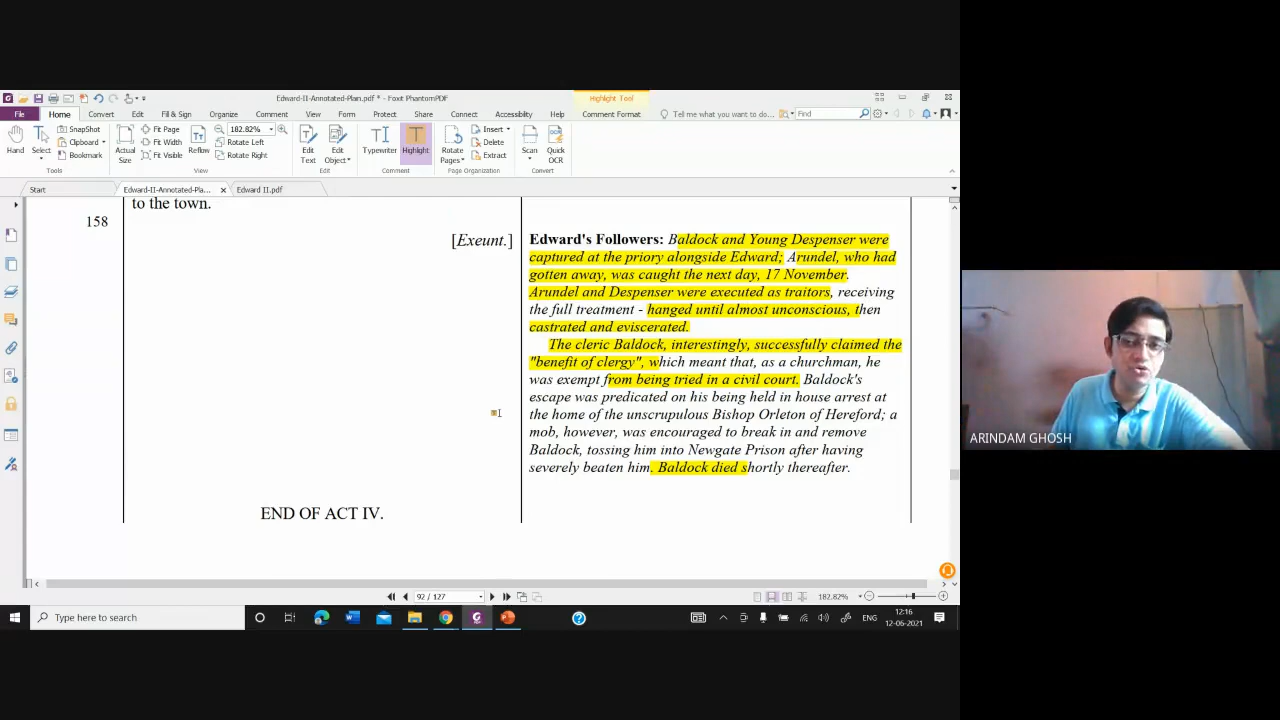 Edward-II-Annotated-Plain.pdf * - Foxit PhantomPDF
Highlight Tool
File Home Convert Edit Fill & Sign Organize Comment View Form Protect Share Connect Accessibility Help Comment Format Tell me what you want to do... Find
Hand
Select
SnapShot
Clipboard
Bookmark
Tools
Actual Size
Fit Page
Fit Width
Fit Visible
Reflow
182.82%
Rotate Left
Rotate Right
View
Edit Text
Edit Object
Edit
Typewriter
Highlight
Comment
Rotate Pages
Insert
Delete
Extract
Page Organization
Scan
Quick OCR
Convert
Start
Edward-II-Annotated-Pla...
Edward II.pdf
to the town.
158
[Exeunt.]
END OF ACT IV.
Edward's Followers: Baldock and Young Despenser were
captured at the priory alongside Edward; Arundel, who had
gotten away, was caught the next day, 17 November.
Arundel and Despenser were executed as traitors, receiving
the full treatment - hanged until almost unconscious, then
castrated and eviscerated.
The cleric Baldock, interestingly, successfully claimed the
"benefit of clergy", which meant that, as a churchman, he
was exempt from being tried in a civil court. Baldock's
escape was predicated on his being held in house arrest at
the home of the unscrupulous Bishop Orleton of Hereford; a
mob, however, was encouraged to break in and remove
Baldock, tossing him into Newgate Prison after having
severely beaten him. Baldock died shortly thereafter.
ARINDAM GHOSH
92 / 127
182.82%
Type here to search
ENG
12:16
12-06-2021